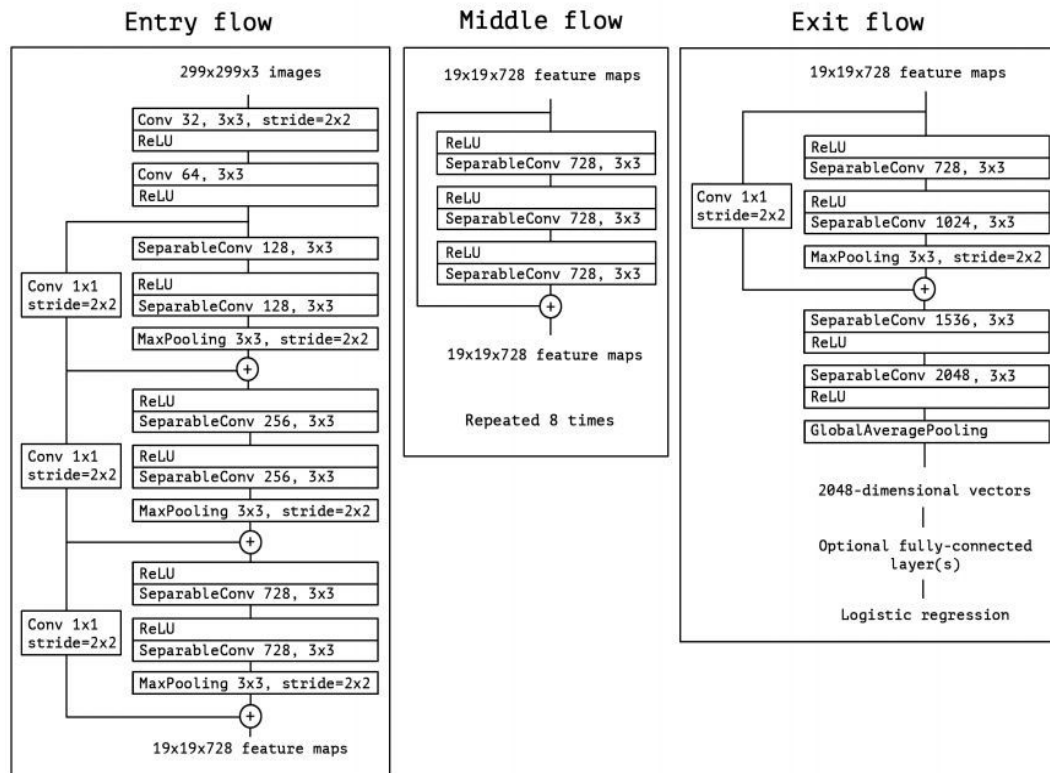 Entry flow
299x299x3 images
Conv 32, 3x3, stride=2x2
ReLU
Conv 64, 3x3
ReLU
SeparableConv 128, 3x3
Conv 1x1
stride=2x2
ReLU
SeparableConv 128, 3x3
MaxPooling 3x3, stride=2x2
+
ReLU
SeparableConv 256, 3x3
Conv 1x1
stride=2x2
ReLU
SeparableConv 256, 3x3
MaxPooling 3x3, stride=2x2
+
ReLU
SeparableConv 728, 3x3
Conv 1x1
stride=2x2
ReLU
SeparableConv 728, 3x3
MaxPooling 3x3, stride=2x2
+
19x19x728 feature maps
Middle flow
19x19x728 feature maps
ReLU
SeparableConv 728, 3x3
ReLU
SeparableConv 728, 3x3
ReLU
SeparableConv 728, 3x3
+
19x19x728 feature maps
Repeated 8 times
Exit flow
19x19x728 feature maps
ReLU
SeparableConv 728, 3x3
Conv 1x1
stride=2x2
ReLU
SeparableConv 1024, 3x3
MaxPooling 3x3, stride=2x2
+
SeparableConv 1536, 3x3
ReLU
SeparableConv 2048, 3x3
ReLU
GlobalAveragePooling
2048-dimensional vectors
Optional fully-connected
layer(s)
Logistic regression